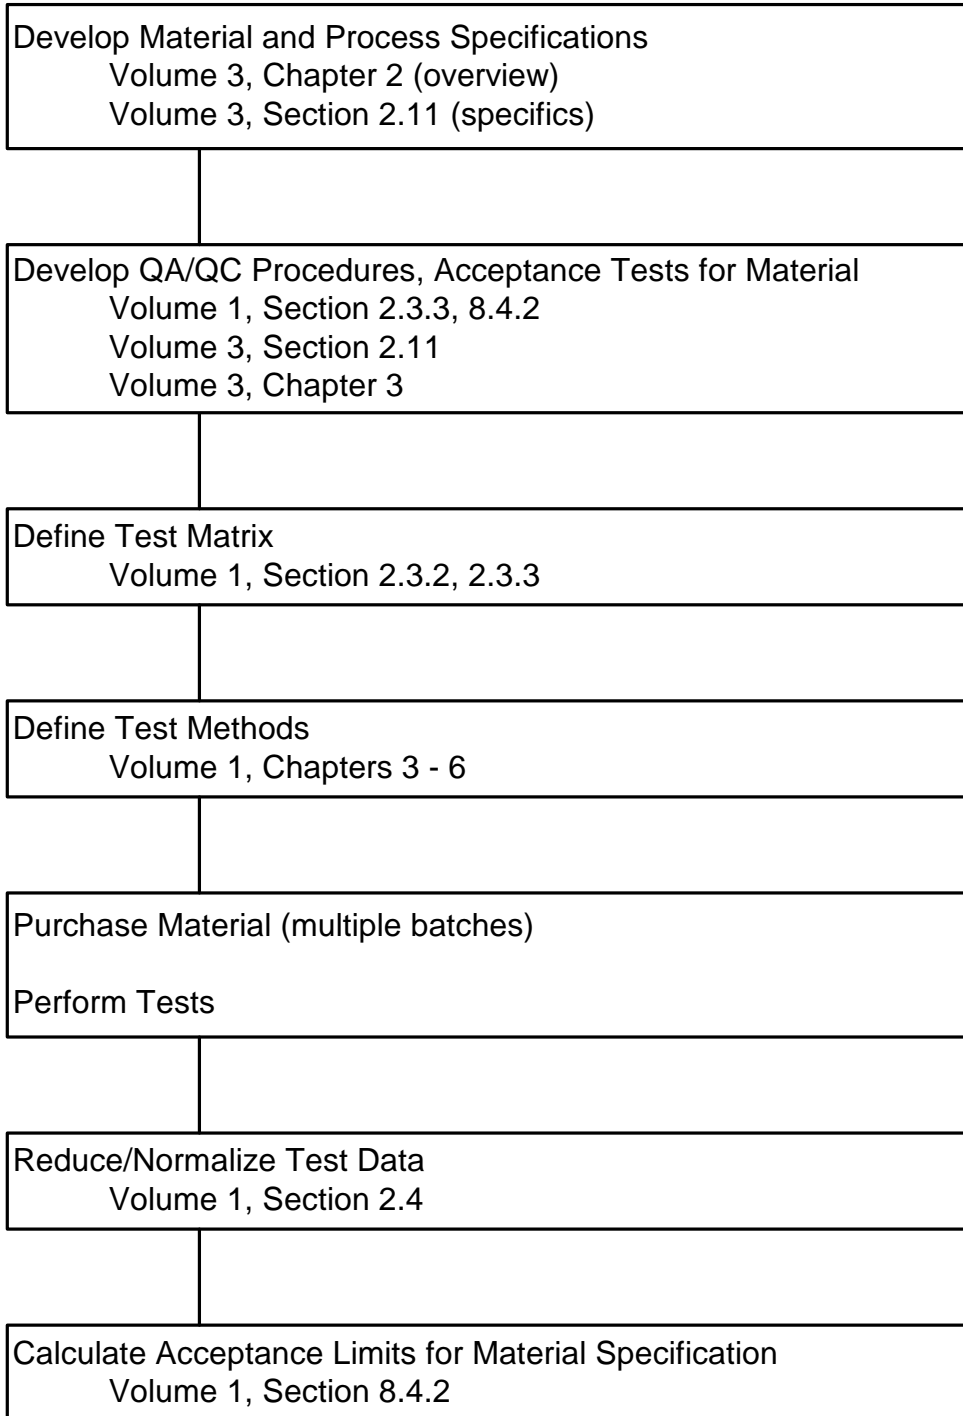 Develop Material and Process Specifications
Volume 3, Chapter 2 (overview)
Volume 3, Section 2.11 (specifics)
Develop QA/QC Procedures, Acceptance Tests for Material
Volume 1, Section 2.3.3, 8.4.2
Volume 3, Section 2.11
Volume 3, Chapter 3
Define Test Matrix
Volume 1, Section 2.3.2, 2.3.3
Define Test Methods
Volume 1, Chapters 3 - 6
Purchase Material (multiple batches)
Perform Tests
Reduce/Normalize Test Data
Volume 1, Section 2.4
Calculate Acceptance Limits for Material Specification
Volume 1, Section 8.4.2